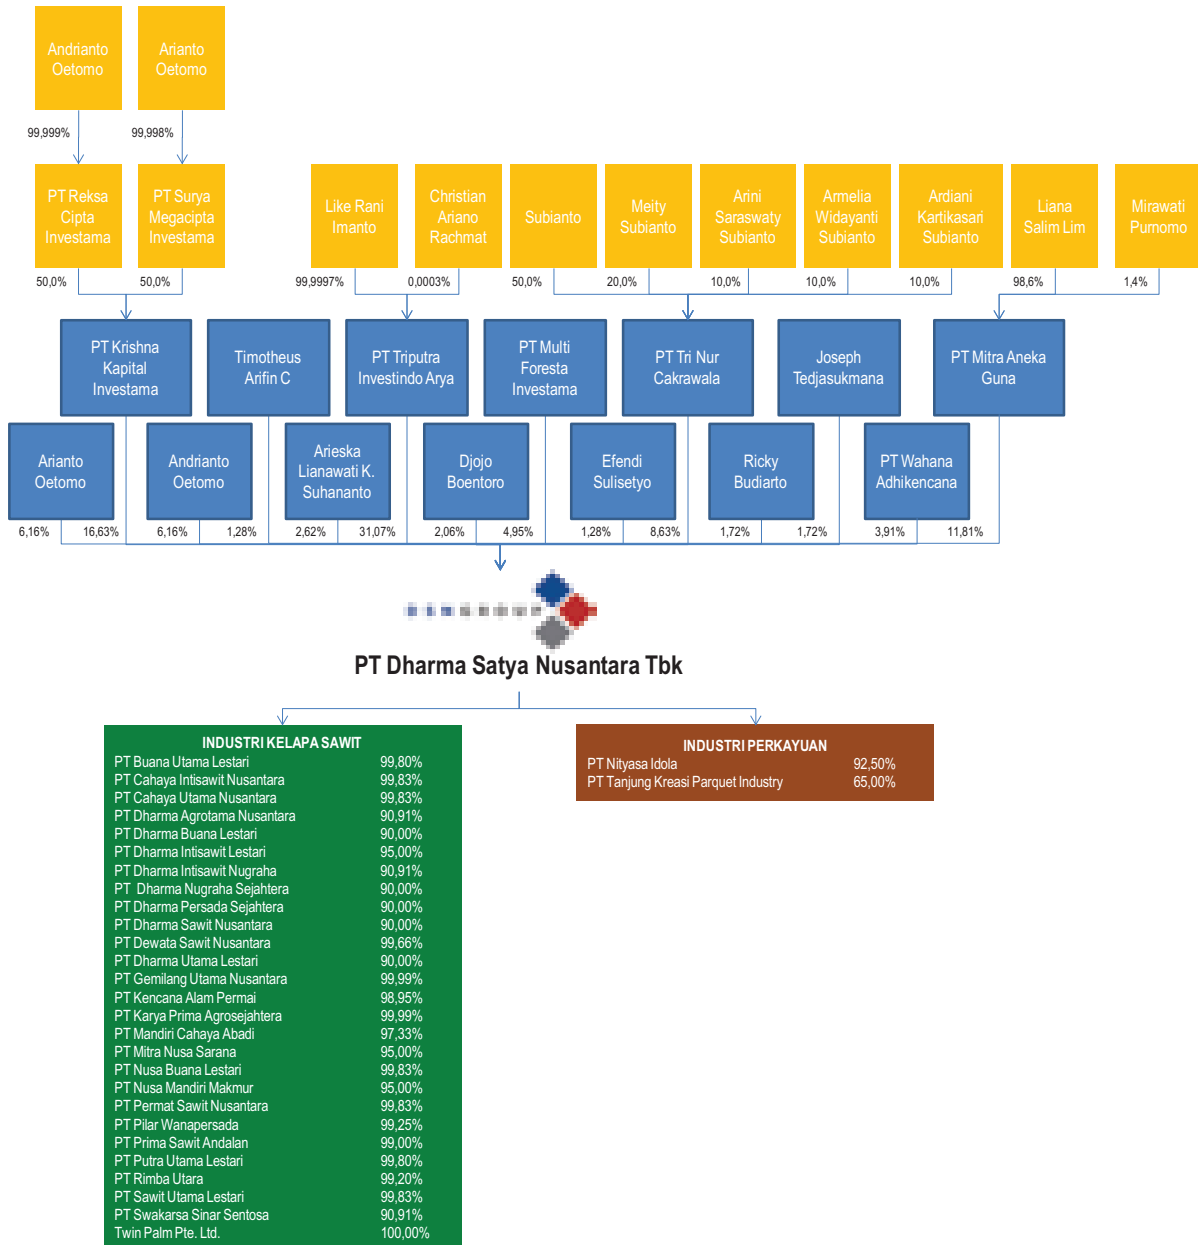 Andrianto
Oetomo
Arianto
Oetomo
99,999%
99,998%
PT Reksa
Cipta
Investama
PT Surya
Megacipta
Investama
Like Rani
Imanto
Christian
Ariano
Rachmat
Subianto
Meity
Subianto
Arini
Saraswaty
Subianto
Armelia
Widayanti
Subianto
Ardiani
Kartikasari
Subianto
Liana
Salim Lim
Mirawati
Purnomo
50,0%
50,0%
99,9997%
0,0003%
50,0%
20,0%
10,0%
10,0%
10,0%
98,6%
1,4%
PT Krishna
Kapital
Investama
Timotheus
Arifin C
PT Triputra
Investindo Arya
PT Multi
Foresta
Investama
PT Tri Nur
Cakrawala
Joseph
Tedjasukmana
PT Mitra Aneka
Guna
Arianto
Oetomo
Andrianto
Oetomo
Arieska
Lianawati K.
Suhananto
Djojo
Boentoro
Efendi
Sulisetyo
Ricky
Budiarto
PT Wahana
Adhikencana
6,16%
16,63%
6,16%
1,28%
2,62%
31,07%
2,06%
4,95%
1,28%
8,63%
1,72%
1,72%
3,91%
11,81%
PT Dharma Satya Nusantara Tbk
INDUSTRI KELAPA SAWIT
PT Buana Utama Lestari 99,80%
PT Cahaya Intisawit Nusantara 99,83%
PT Cahaya Utama Nusantara 99,83%
PT Dharma Agrotama Nusantara 90,91%
PT Dharma Buana Lestari 90,00%
PT Dharma Intisawit Lestari 95,00%
PT Dharma Intisawit Nugraha 90,91%
PT Dharma Nugraha Sejahtera 90,00%
PT Dharma Persada Sejahtera 90,00%
PT Dharma Sawit Nusantara 90,00%
PT Dewata Sawit Nusantara 99,66%
PT Dharma Utama Lestari 90,00%
PT Gemilang Utama Nusantara 99,99%
PT Kencana Alam Permai 98,95%
PT Karya Prima Agrosejahtera 99,99%
PT Mandiri Cahaya Abadi 97,33%
PT Mitra Nusa Sarana 95,00%
PT Nusa Buana Lestari 99,83%
PT Nusa Mandiri Makmur 95,00%
PT Permat Sawit Nusantara 99,83%
PT Pilar Wanapersada 99,25%
PT Prima Sawit Andalan 99,00%
PT Putra Utama Lestari 99,80%
PT Rimba Utara 99,20%
PT Sawit Utama Lestari 99,83%
PT Swakarsa Sinar Sentosa 90,91%
Twin Palm Pte. Ltd. 100,00%
INDUSTRI PERKAYUAN
PT Nityasa Idola 92,50%
PT Tanjung Kreasi Parquet Industry 65,00%